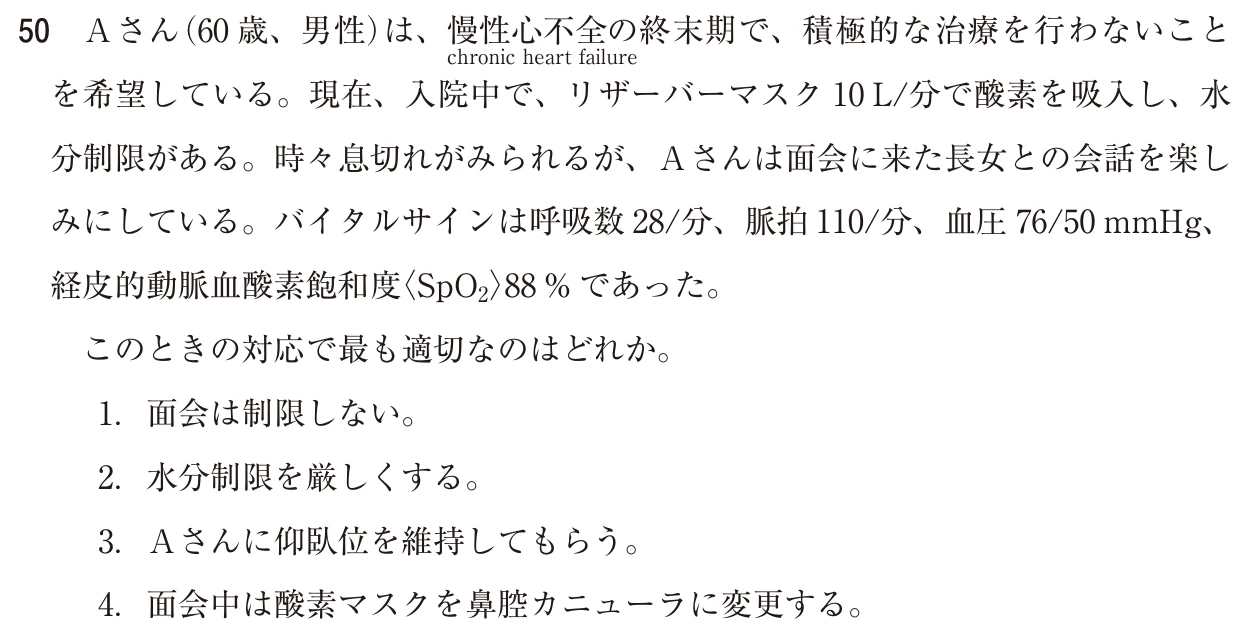 50 Aさん(60 歳、男性)は、慢性心不全の終末期で、積極的な治療を行わないこと
chronic heart failure
を希望している。現在、入院中で、リザーバーマスク 10 L/分で酸素を吸入し、水
分制限がある。時々息切れがみられるが、Aさんは面会に来た長女との会話を楽し
みにしている。バイタルサインは呼吸数 28/分、脈拍 110/分、血圧 76/50 mmHg、
経皮的動脈血酸素飽和度〈SpO₂〉88 % であった。
このときの対応で最も適切なのはどれか。
1. 面会は制限しない。
2. 水分制限を厳しくする。
3. Aさんに仰臥位を維持してもらう。
4. 面会中は酸素マスクを鼻腔カニューラに変更する。